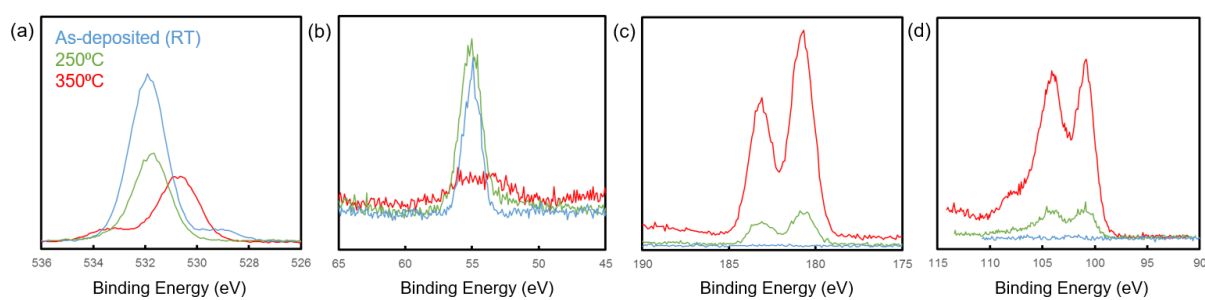 (a)
As-deposited (RT)
250ºC
350ºC
536 534 532 530 528 526
Binding Energy (eV)
(b)
65 60 55 50 45
Binding Energy (eV)
(c)
190 185 180 175
Binding Energy (eV)
(d)
115 110 105 100 95 90
Binding Energy (eV)